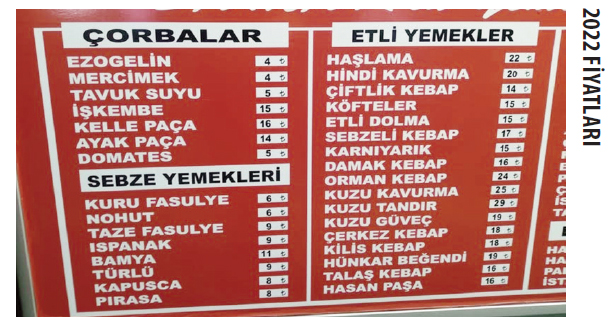 ÇORBALAR
EZOGELİN 4 ₺
MERCİMEK 4 ₺
TAVUK SUYU 5 ₺
İŞKEMBE 15 ₺
KELLE PAÇA 16 ₺
AYAK PAÇA 14 ₺
DOMATES 5 ₺
SEBZE YEMEKLERİ
KURU FASULYE 6 ₺
NOHUT 6 ₺
TAZE FASULYE 9 ₺
ISPANAK 9 ₺
BAMYA 11 ₺
TÜRLÜ 9 ₺
KAPUSCA 8 ₺
PIRASA 8 ₺
ETLİ YEMEKLER
HAŞLAMA 22 ₺
HİNDİ KAVURMA 20 ₺
ÇİFTLİK KEBAP 14 ₺
KÖFTELER 15 ₺
ETLİ DOLMA 15 ₺
SEBZELİ KEBAP 17 ₺
KARNIYARIK 15 ₺
DAMAK KEBAP 16 ₺
ORMAN KEBAP 24 ₺
KUZU KAVURMA 25 ₺
KUZU TANDIR 29 ₺
KUZU GÜVEÇ 19 ₺
ÇERKEZ KEBAP 18 ₺
KİLİS KEBAP 18 ₺
HÜNKAR BEĞENDİ 19 ₺
TALAŞ KEBAP 16 ₺
HASAN PAŞA 16 ₺
2022 FİYATLARI